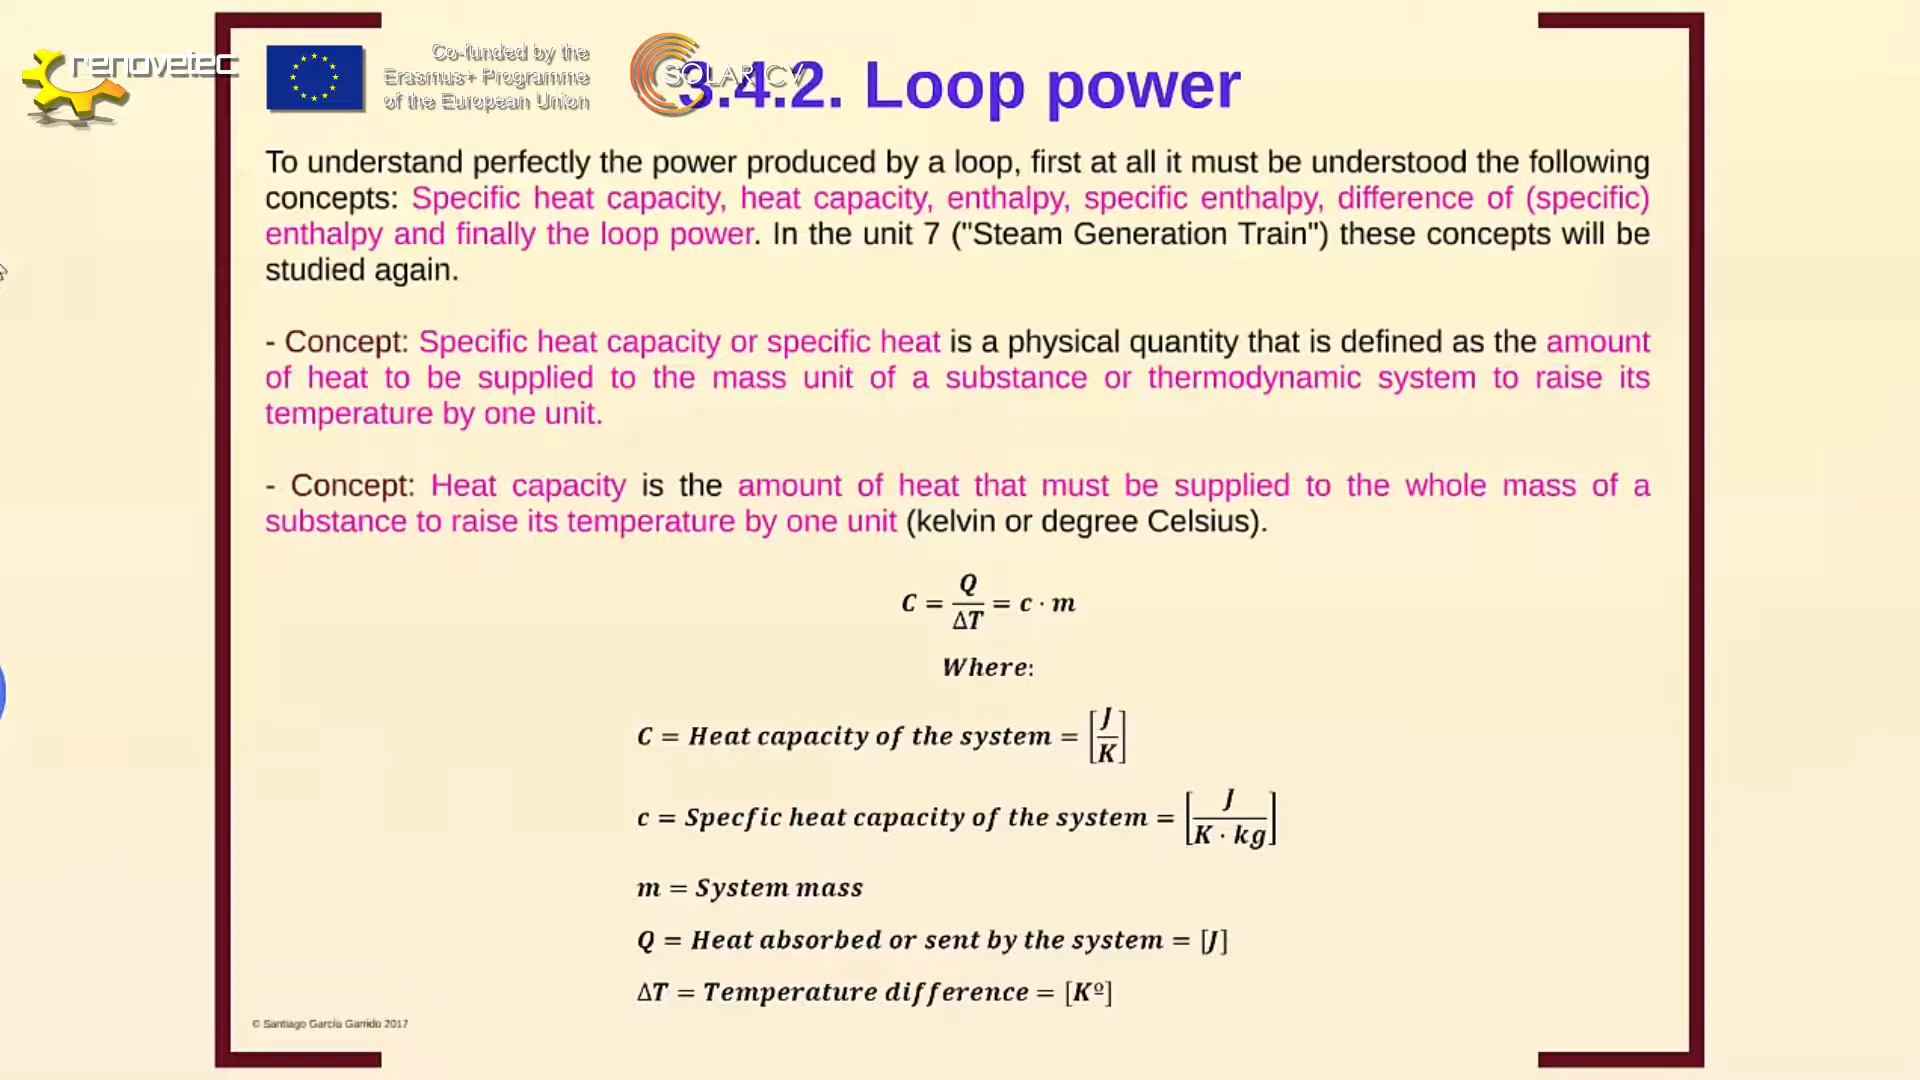 renovetec
Co-funded by the
Erasmus+ Programme
of the European Union
SOLAR CV
3.4.2. Loop power
To understand perfectly the power produced by a loop, first at all it must be understood the following
concepts: Specific heat capacity, heat capacity, enthalpy, specific enthalpy, difference of (specific)
enthalpy and finally the loop power. In the unit 7 ("Steam Generation Train") these concepts will be
studied again.
- Concept: Specific heat capacity or specific heat is a physical quantity that is defined as the amount
of heat to be supplied to the mass unit of a substance or thermodynamic system to raise its
temperature by one unit.
- Concept: Heat capacity is the amount of heat that must be supplied to the whole mass of a
substance to raise its temperature by one unit (kelvin or degree Celsius).
C = Q/ΔT = c · m
Where:
C = Heat capacity of the system = [J/K]
c = Specfic heat capacity of the system = [J/K · kg]
m = System mass
Q = Heat absorbed or sent by the system = [J]
ΔT = Temperature difference = [Kº]
© Santiago García Garrido 2017